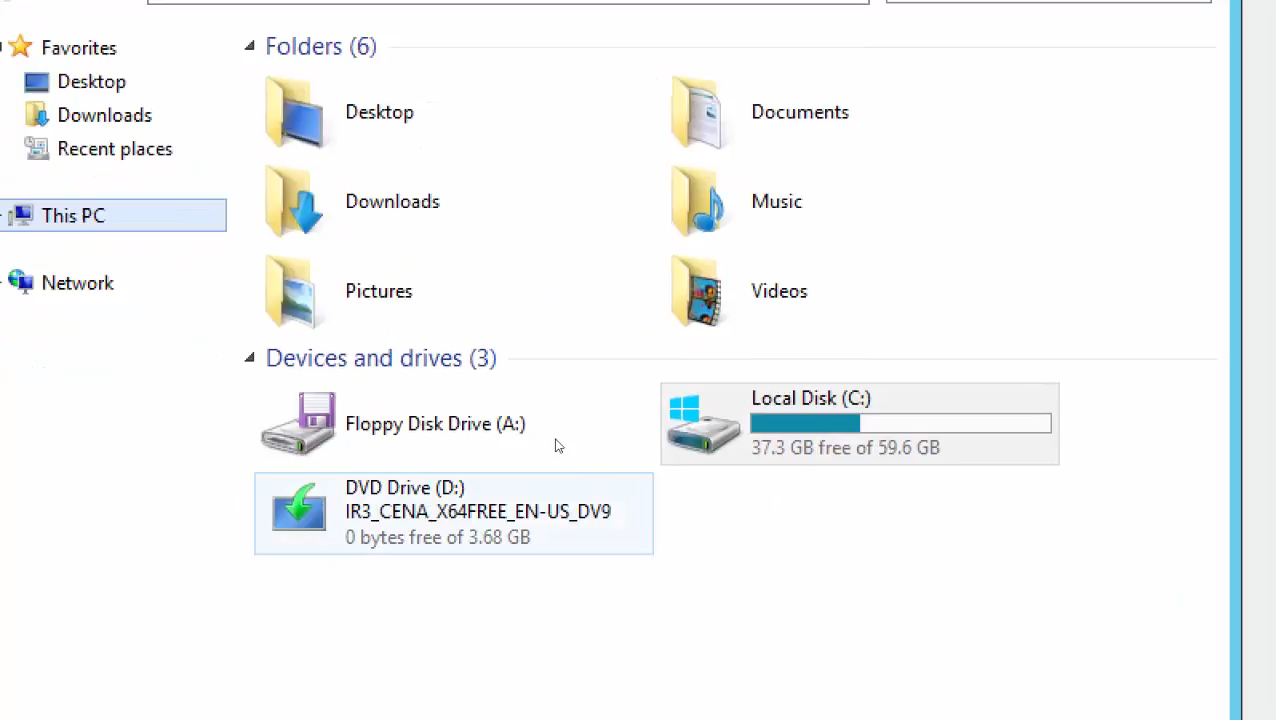 Favorites
Desktop
Downloads
Recent places
This PC
Network
Folders (6)
Desktop
Documents
Downloads
Music
Pictures
Videos
Devices and drives (3)
Floppy Disk Drive (A:)
Local Disk (C:)
37.3 GB free of 59.6 GB
DVD Drive (D:)
IR3_CENA_X64FREE_EN-US_DV9
0 bytes free of 3.68 GB